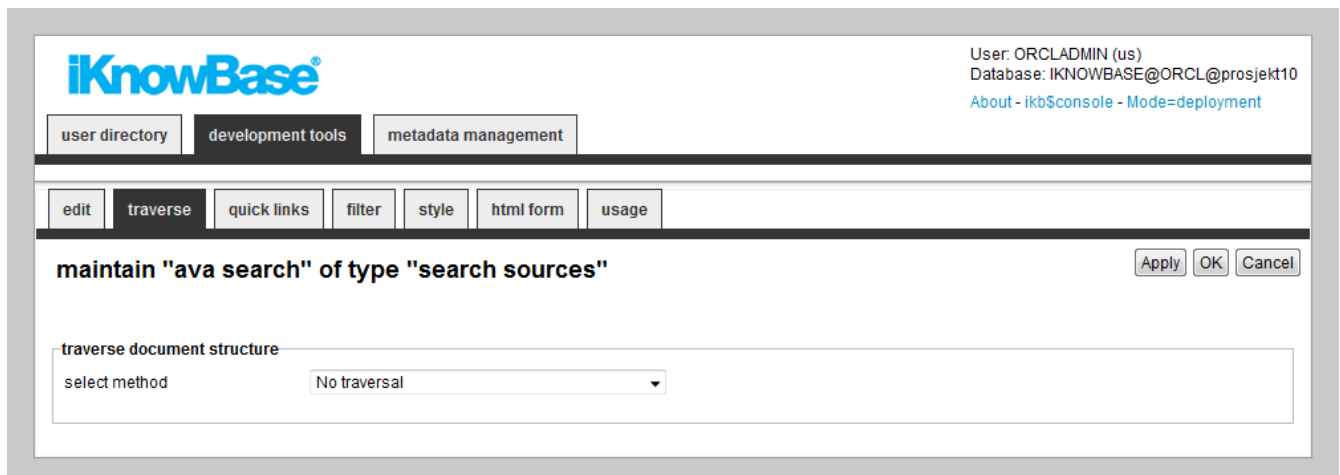 iKnowBase®
User: ORCLADMIN (us)
Database: IKNOWBASE@ORCL@prosjekt10
About - ikb$console - Mode=deployment
user directory development tools metadata management
edit traverse quick links filter style html form usage
maintain "ava search" of type "search sources"
Apply OK Cancel
traverse document structure
select method No traversal